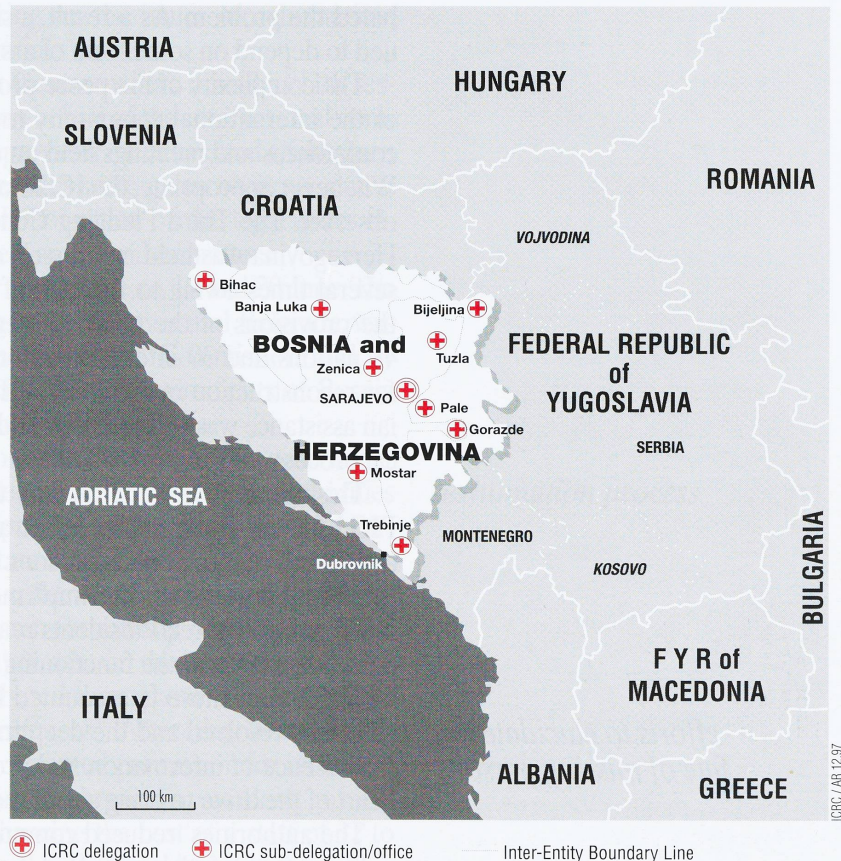 AUSTRIA
HUNGARY
SLOVENIA
ROMANIA
CROATIA
VOJVODINA
Bihac
Banja Luka
Bijeljina
BOSNIA and
Tuzla
FEDERAL REPUBLIC
of
YUGOSLAVIA
Zenica
SARAJEVO
Pale
Gorazde
SERBIA
HERZEGOVINA
Mostar
ADRIATIC SEA
Trebinje
MONTENEGRO
Dubrovnik
KOSOVO
BULGARIA
F Y R of
MACEDONIA
ITALY
ALBANIA
GREECE
100 km
ICRC / AR 12.97
ICRC delegation
ICRC sub-delegation/office
Inter-Entity Boundary Line